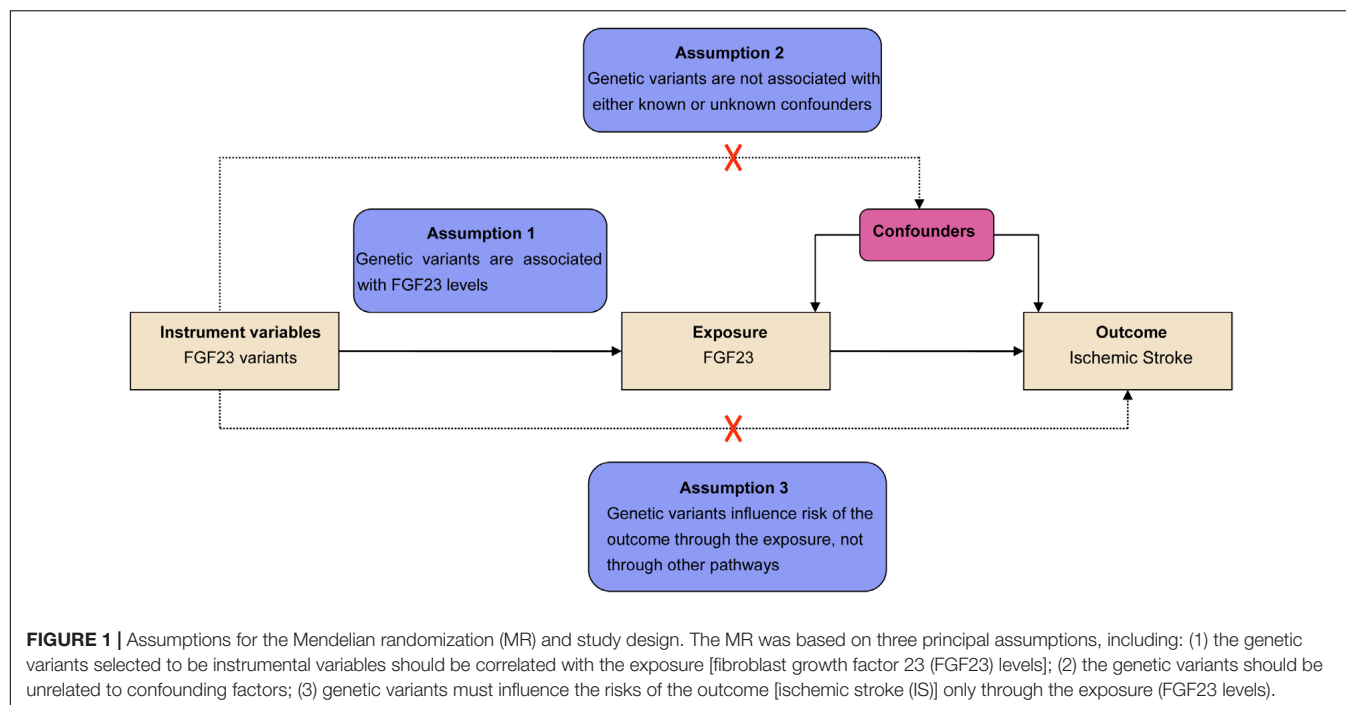 Assumption 2
Genetic variants are not associated with
either known or unknown confounders
Assumption 1
Genetic variants are associated
with FGF23 levels
Confounders
Instrument variables
FGF23 variants
Exposure
FGF23
Outcome
Ischemic Stroke
Assumption 3
Genetic variants influence risk of the
outcome through the exposure, not
through other pathways
FIGURE 1 | Assumptions for the Mendelian randomization (MR) and study design. The MR was based on three principal assumptions, including: (1) the genetic
variants selected to be instrumental variables should be correlated with the exposure [fibroblast growth factor 23 (FGF23) levels]; (2) the genetic variants should be
unrelated to confounding factors; (3) genetic variants must influence the risks of the outcome [ischemic stroke (IS)] only through the exposure (FGF23 levels).